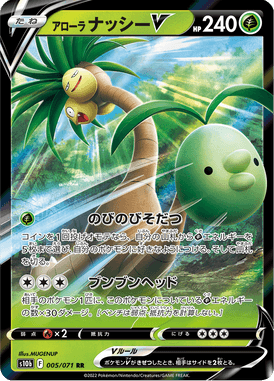 たね アローラ ナッシーV HP 240
のびのびそだつ
コインを1回投げオモテなら、自分の山札からエネルギーを
5枚まで選び、自分のポケモンに好きなようにつける。そして山札
を切る。
ブンブンヘッド
相手のポケモン1匹に、このポケモンについているエネルギー
の数×30ダメージ。[ベンチは弱点・抵抗力を計算しない。]
弱点 ×2 抵抗力 にげる
Illus. MUGENUP
s10b F 005/071 RR
Vルール
ポケモンVがきぜつしたとき、相手はサイドを2枚とる。
©2022 Pokémon/Nintendo/Creatures/GAME FREAK.